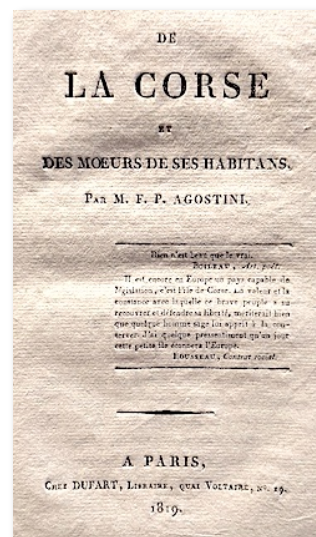 DE
LA CORSE
ET
DES MŒURS DE SES HABITANS.
PAR M. F. P. AGOSTINI.
Rien n'est beau que le vrai.
BOILEAU, Art. poét.
Il est encore en Europe un pays capable de
législation, c'est l'île de Corse. La valeur et la
constance avec laquelle ce brave peuple a su
recouvrer et défendre sa liberté, mériterait bien
que quelque homme sage lui apprît à la con-
server. J'ai quelque pressentiment qu'un jour
cette petite île étonnera l'Europe.
ROUSSEAU, Contrat social.
A PARIS,
CHEZ DUFART, LIBRAIRE, QUAI VOLTAIRE, N°. 19.
1819.